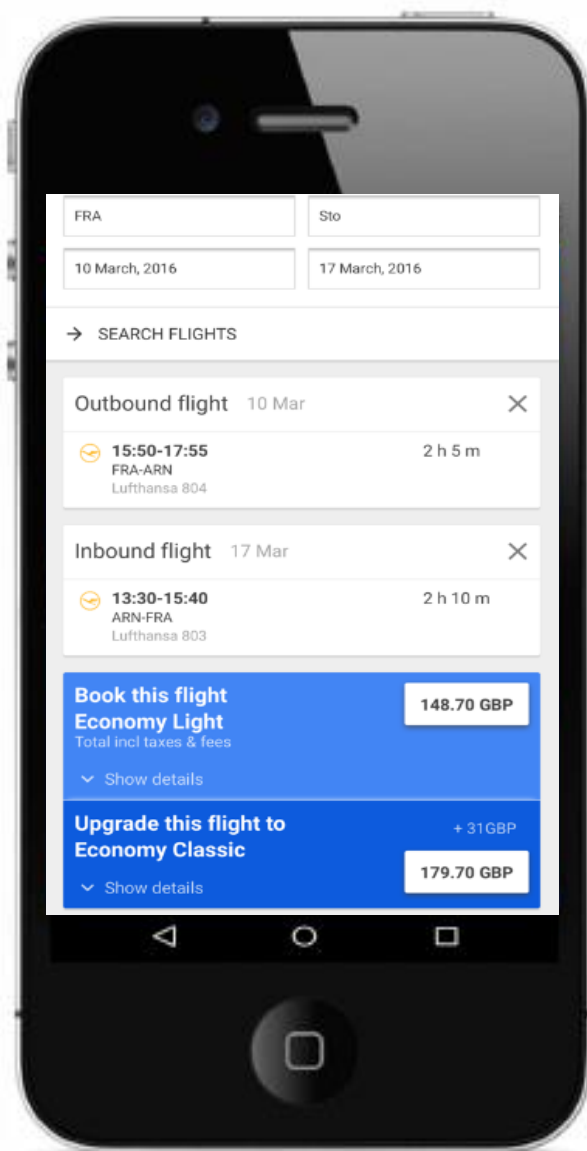 FRA
Sto
10 March, 2016
17 March, 2016
→ SEARCH FLIGHTS
Outbound flight 10 Mar
15:50-17:55 2 h 5 m
FRA-ARN
Lufthansa 804
Inbound flight 17 Mar
13:30-15:40 2 h 10 m
ARN-FRA
Lufthansa 803
Book this flight
Economy Light
148.70 GBP
Total incl taxes & fees
Show details
Upgrade this flight to
Economy Classic
+ 31GBP
179.70 GBP
Show details